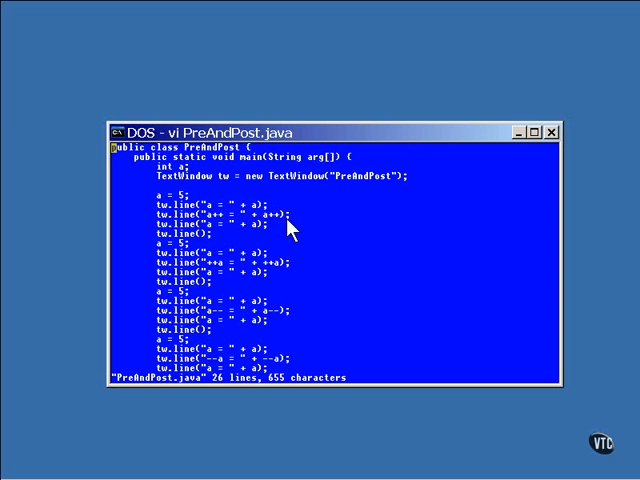 DOS - vi PreAndPost.java
public class PreAndPost {
public static void main(String arg[]) {
int a;
TextWindow tw = new TextWindow("PreAndPost");
a = 5;
tw.line("a = " + a);
tw.line("a++ = " + a++);
tw.line("a = " + a);
tw.line();
a = 5;
tw.line("a = " + a);
tw.line("++a = " + ++a);
tw.line("a = " + a);
tw.line();
a = 5;
tw.line("a = " + a);
tw.line("a-- = " + a--);
tw.line("a = " + a);
tw.line();
a = 5;
tw.line("a = " + a);
tw.line("--a = " + --a);
tw.line("a = " + a);
"PreAndPost.java" 26 lines, 655 characters
VTC